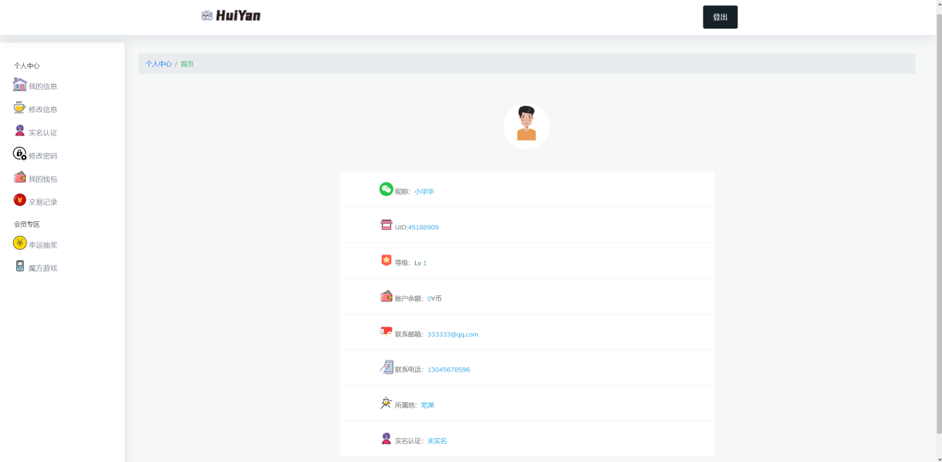 HuiYan
登出
个人中心
我的信息
修改信息
实名认证
修改密码
我的钱包
交易记录
会员专区
幸运抽奖
魔方游戏
个人中心 / 首页
昵称：小华华
UID:45188909
等级：Lv 1
账户余额：0Y币
联系邮箱：333333@qq.com
联系电话：13045678596
所属地：芜湖
实名认证：未实名